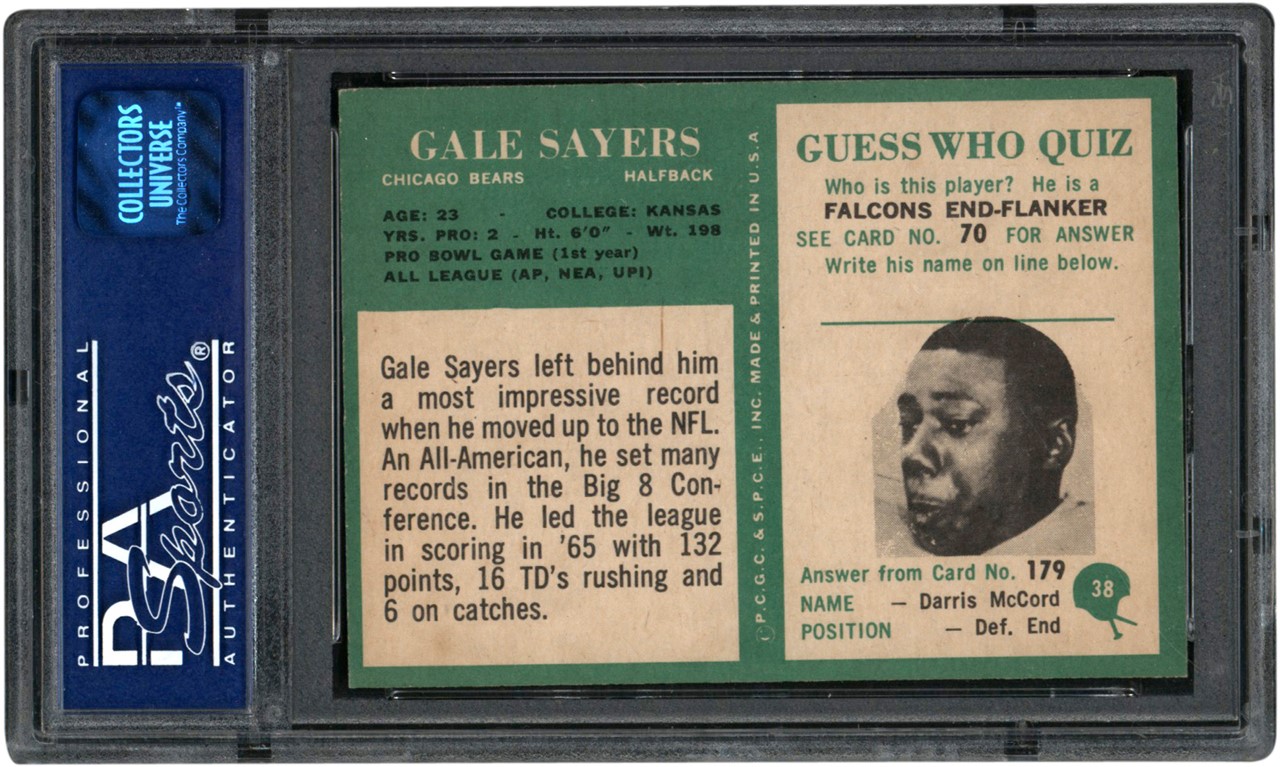 COLLECTORS
UNIVERSE
The Collectors Company™
PROFESSIONAL
PSA
Sports®
AUTHENTICATOR
GALE SAYERS
CHICAGO BEARS HALFBACK
AGE: 23 - COLLEGE: KANSAS
YRS. PRO: 2 - Ht. 6'0" - Wt. 198
PRO BOWL GAME (1st year)
ALL LEAGUE (AP, NEA, UPI)
Gale Sayers left behind him
a most impressive record
when he moved up to the NFL.
An All-American, he set many
records in the Big 8 Con-
ference. He led the league
in scoring in '65 with 132
points, 16 TD's rushing and
6 on catches.
©P.C.G.C. & S.P.C.E., INC. MADE & PRINTED IN U.S.A
GUESS WHO QUIZ
Who is this player? He is a
FALCONS END-FLANKER
SEE CARD NO. 70 FOR ANSWER
Write his name on line below.
Answer from Card No. 179
NAME — Darris McCord
POSITION — Def. End
38